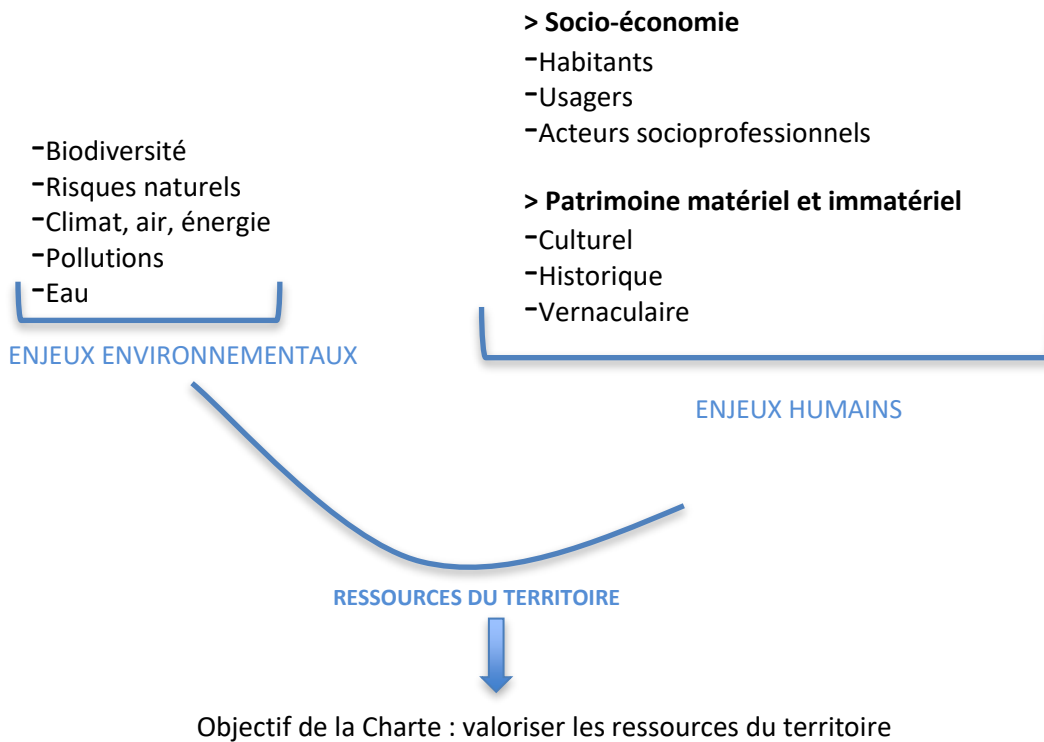 -Biodiversité
-Risques naturels
-Climat, air, énergie
-Pollutions
-Eau
ENJEUX ENVIRONNEMENTAUX
> Socio-économie
-Habitants
-Usagers
-Acteurs socioprofessionnels
> Patrimoine matériel et immatériel
-Culturel
-Historique
-Vernaculaire
ENJEUX HUMAINS
RESSOURCES DU TERRITOIRE
Objectif de la Charte : valoriser les ressources du territoire